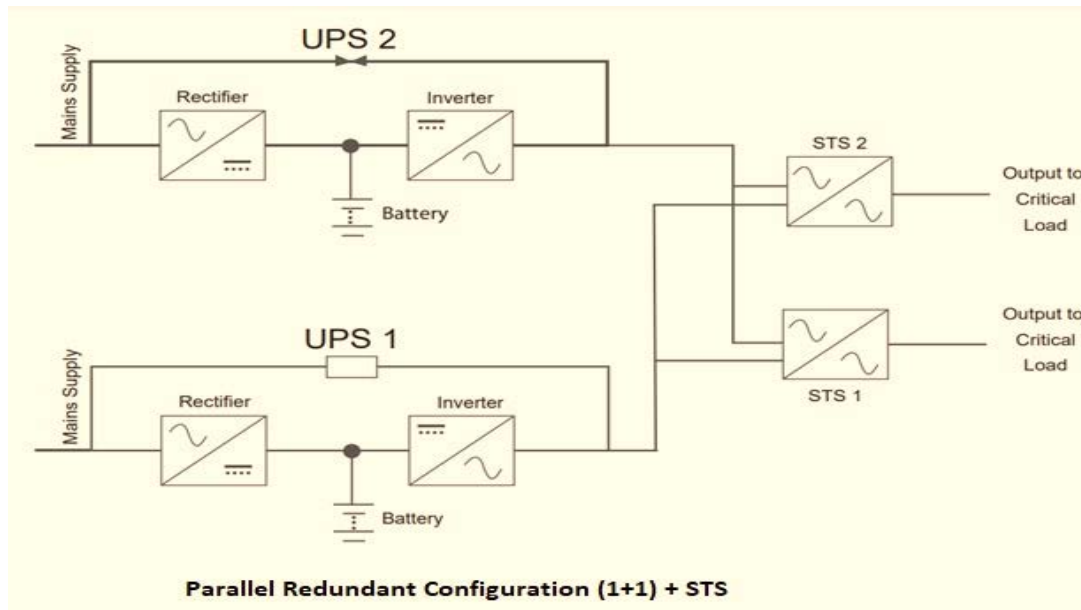 UPS 2
Mains Supply
Rectifier
Inverter
Battery
STS 2
Output to
Critical
Load
UPS 1
Mains Supply
Rectifier
Inverter
Battery
Output to
Critical
Load
STS 1
Parallel Redundant Configuration (1+1) + STS